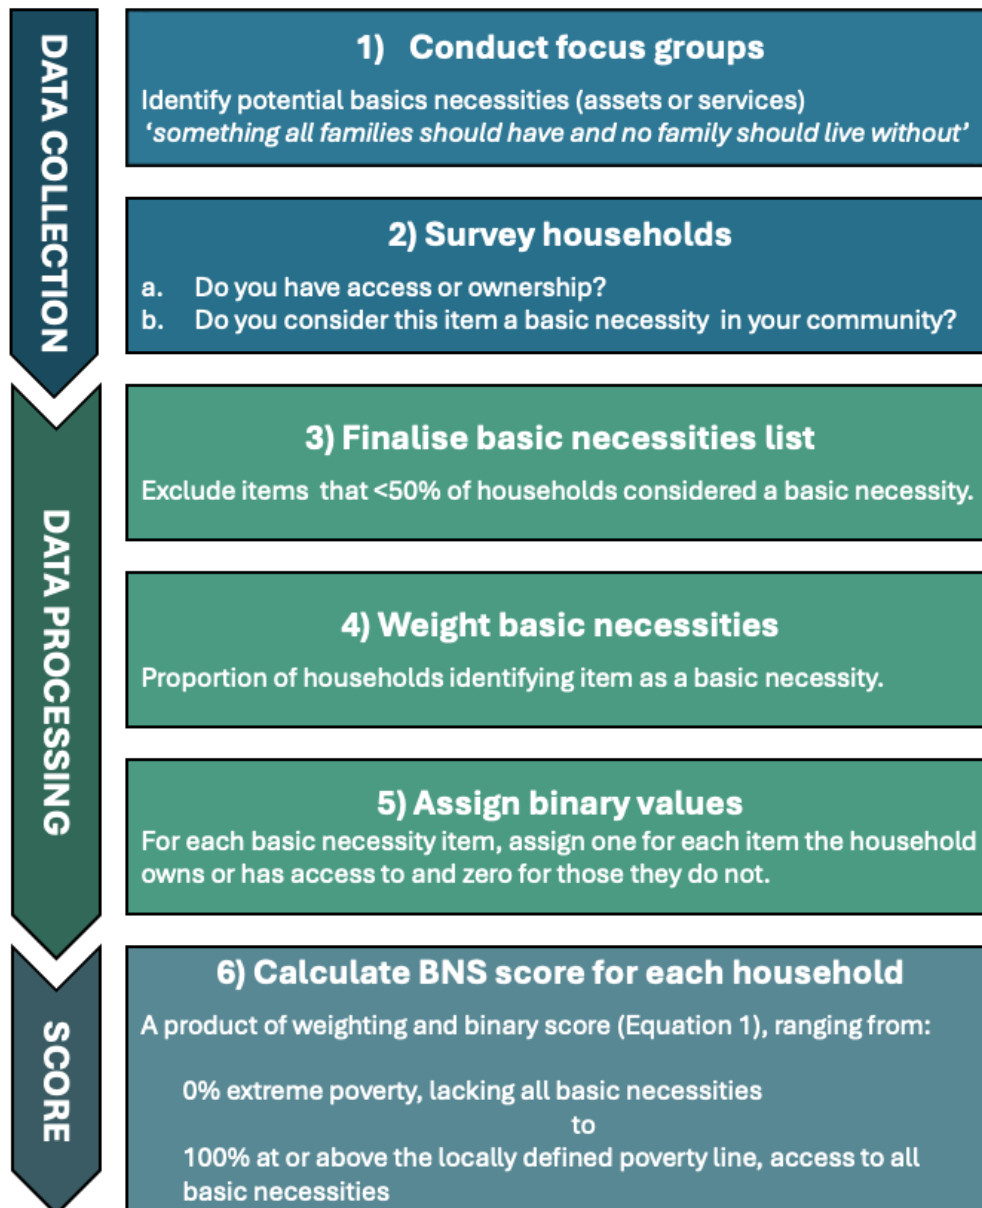 DATA COLLECTION
1) Conduct focus groups
Identify potential basics necessities (assets or services)
‘something all families should have and no family should live without’
2) Survey households
a. Do you have access or ownership?
b. Do you consider this item a basic necessity in your community?
DATA PROCESSING
3) Finalise basic necessities list
Exclude items that <50% of households considered a basic necessity.
4) Weight basic necessities
Proportion of households identifying item as a basic necessity.
5) Assign binary values
For each basic necessity item, assign one for each item the household
owns or has access to and zero for those they do not.
SCORE
6) Calculate BNS score for each household
A product of weighting and binary score (Equation 1), ranging from:
0% extreme poverty, lacking all basic necessities
to
100% at or above the locally defined poverty line, access to all
basic necessities